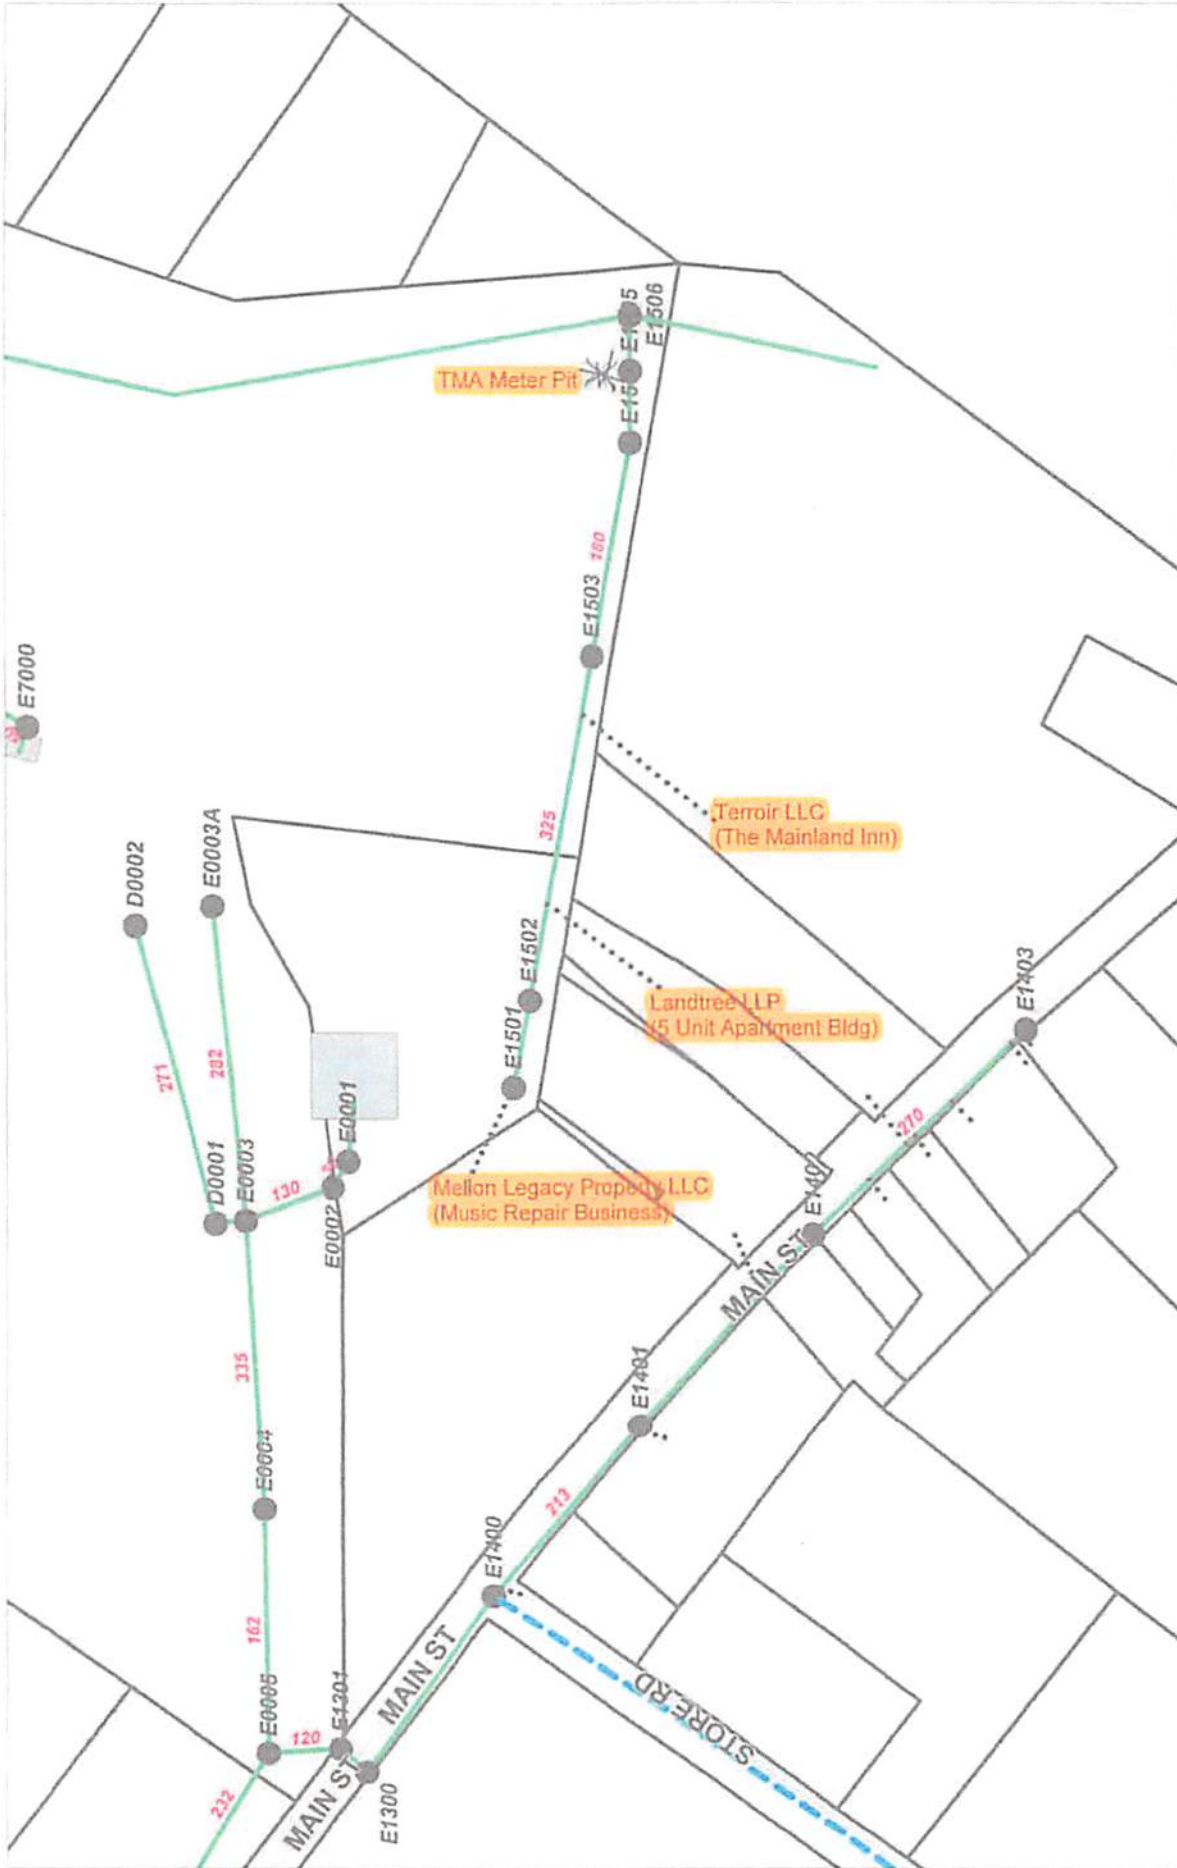 E1506
TMA Meter Pit
180
E1503
E7000
Terroir LLC
(The Mainland Inn)
325
E0003A
D0002
E1502
Landtree LLP
(5 Unit Apartment Bldg)
E1403
E1501
271
282
E0001
270
D0001
E0003
130
Mellon Legacy Property LLC
(Music Repair Business)
E0002
MAIN ST
335
E1401
E0004
213
E1400
162
MAIN ST
STORE RD
E0005
E1301
120
232
MAIN ST
E1300